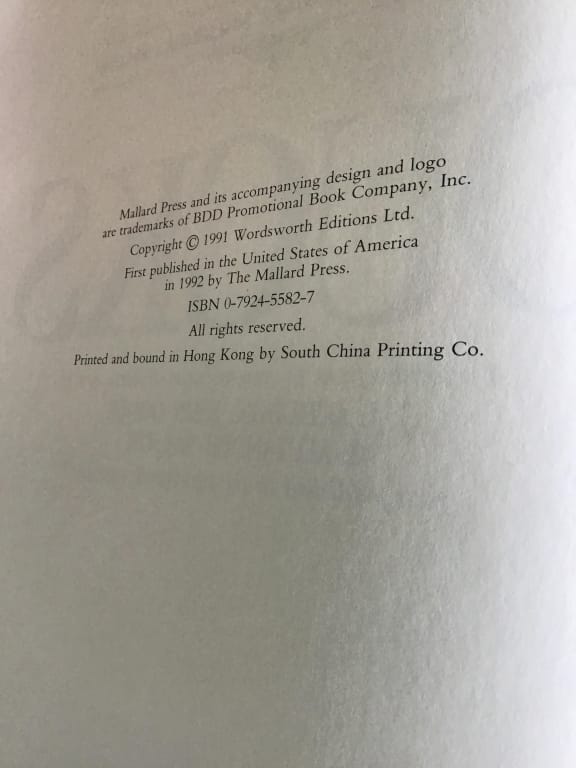 Mallard Press and its accompanying design and logo
are trademarks of BDD Promotional Book Company, Inc.
Copyright © 1991 Wordsworth Editions Ltd.
First published in the United States of America
in 1992 by The Mallard Press.
ISBN 0-7924-5582-7
All rights reserved.
Printed and bound in Hong Kong by South China Printing Co.